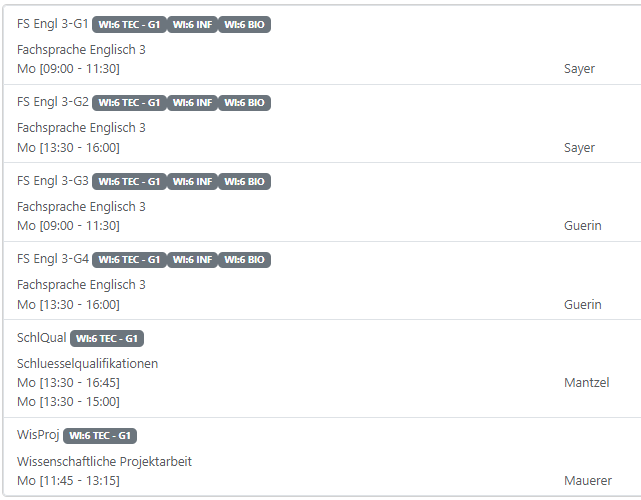 FS Engl 3-G1 WI:6 TEC - G1 WI:6 INF WI:6 BIO
Fachsprache Englisch 3
Mo [09:00 - 11:30] Sayer
FS Engl 3-G2 WI:6 TEC - G1 WI:6 INF WI:6 BIO
Fachsprache Englisch 3
Mo [13:30 - 16:00] Sayer
FS Engl 3-G3 WI:6 TEC - G1 WI:6 INF WI:6 BIO
Fachsprache Englisch 3
Mo [09:00 - 11:30] Guerin
FS Engl 3-G4 WI:6 TEC - G1 WI:6 INF WI:6 BIO
Fachsprache Englisch 3
Mo [13:30 - 16:00] Guerin
SchlQual WI:6 TEC - G1
Schluesselqualifikationen
Mo [13:30 - 16:45] Mantzel
Mo [13:30 - 15:00]
WisProj WI:6 TEC - G1
Wissenschaftliche Projektarbeit
Mo [11:45 - 13:15] Mauerer